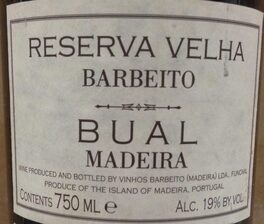 RESERVA VELHA
BARBEITO
BUAL
MADEIRA
WINE PRODUCED AND BOTTLED BY VINHOS BARBEITO (MADEIRA) LDA., FUNCHAL
PRODUCE OF THE ISLAND OF MADEIRA, PORTUGAL
CONTENTS 750 ML e
ALC. 19% BY VOL.